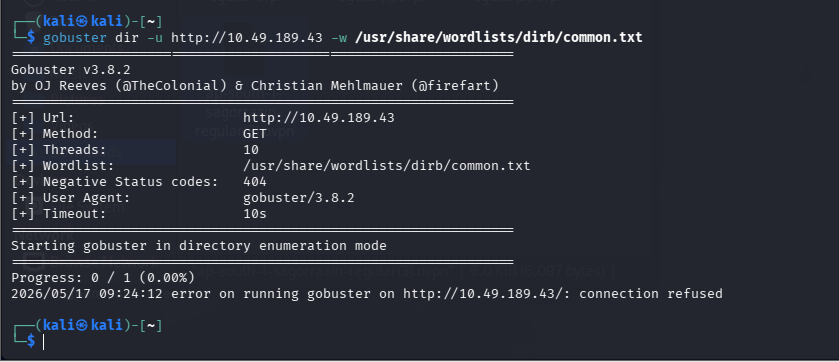 ┌──(kali㉿kali)-[~]
└─$ gobuster dir -u http://10.49.189.43 -w /usr/share/wordlists/dirb/common.txt
===============================================================
Gobuster v3.8.2
by OJ Reeves (@TheColonial) & Christian Mehlmauer (@firefart)
===============================================================
[+] Url:                     http://10.49.189.43
[+] Method:                  GET
[+] Threads:                 10
[+] Wordlist:                /usr/share/wordlists/dirb/common.txt
[+] Negative Status codes:   404
[+] User Agent:              gobuster/3.8.2
[+] Timeout:                 10s
===============================================================
Starting gobuster in directory enumeration mode
===============================================================
Progress: 0 / 1 (0.00%)
2026/05/17 09:24:12 error on running gobuster on http://10.49.189.43/: connection refused
┌──(kali㉿kali)-[~]
└─$